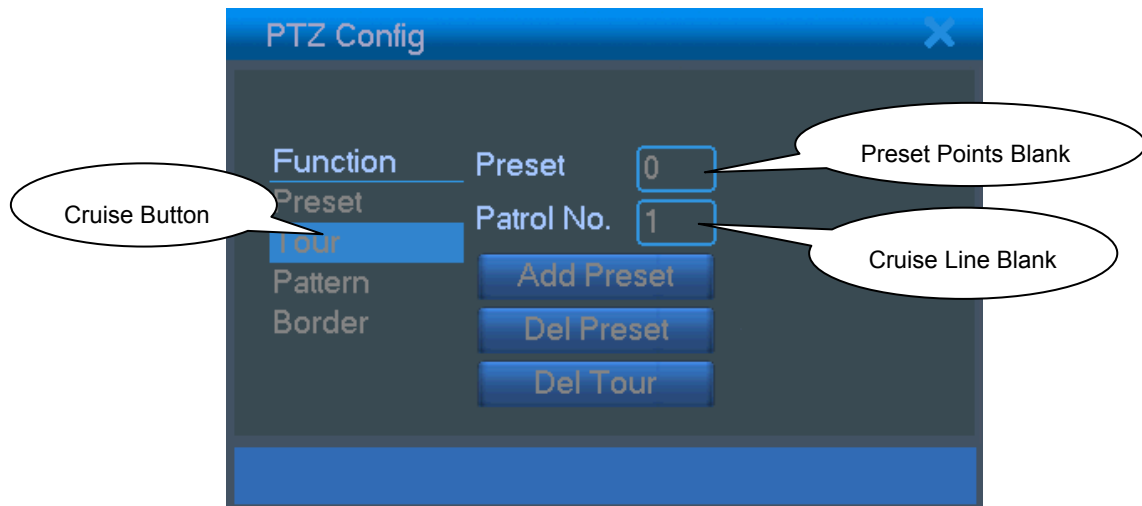 PTZ Config
Function
Preset
Tour
Pattern
Border
Preset 0
Patrol No. 1
Add Preset
Del Preset
Del Tour
Cruise Button
Preset Points Blank
Cruise Line Blank